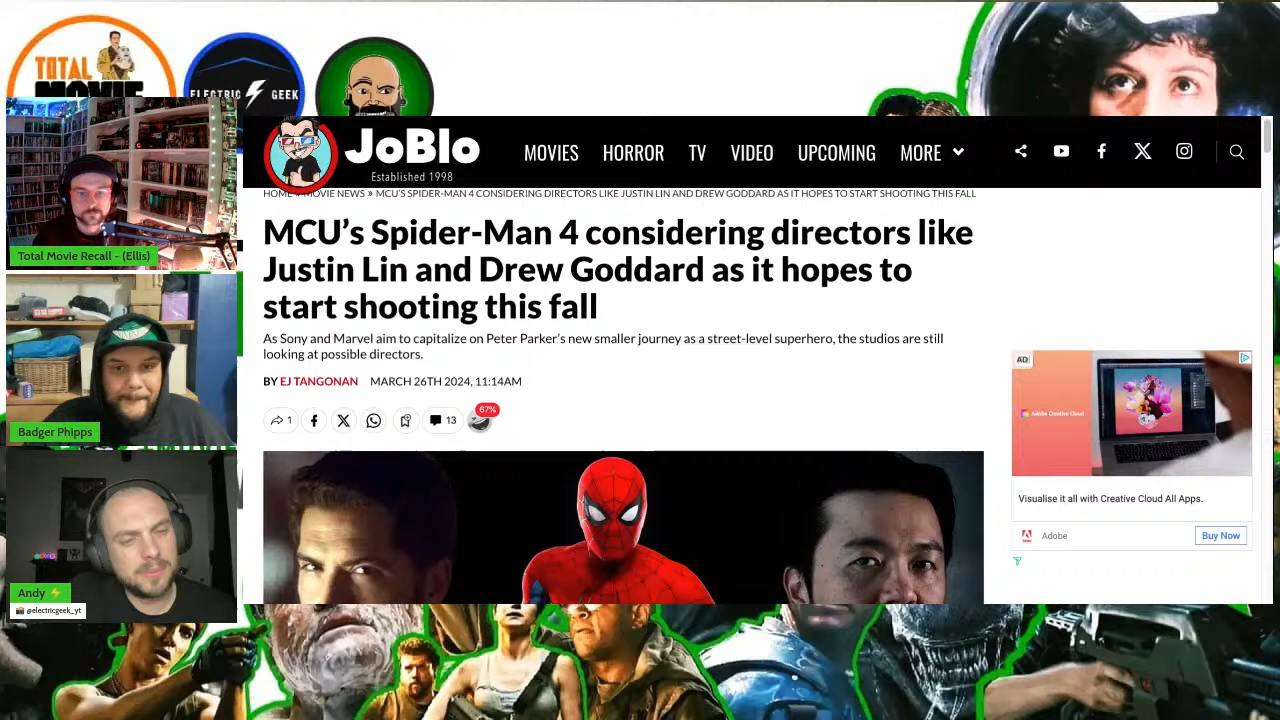 TOTAL
MOVIE
ELECTRIC GEEK
JoBlo
Established 1998
MOVIES HORROR TV VIDEO UPCOMING MORE
HOME » MOVIE NEWS » MCU'S SPIDER-MAN 4 CONSIDERING DIRECTORS LIKE JUSTIN LIN AND DREW GODDARD AS IT HOPES TO START SHOOTING THIS FALL
MCU’s Spider-Man 4 considering directors like
Justin Lin and Drew Goddard as it hopes to
start shooting this fall
As Sony and Marvel aim to capitalize on Peter Parker’s new smaller journey as a street-level superhero, the studios are still
looking at possible directors.
BY EJ TANGONAN MARCH 26TH 2024, 11:14AM
1
13
67%
AD
Adobe Creative Cloud
Visualise it all with Creative Cloud All Apps.
Adobe
Buy Now
Total Movie Recall - (Ellis)
Badger Phipps
Andy ⚡
@electricgeek_yt